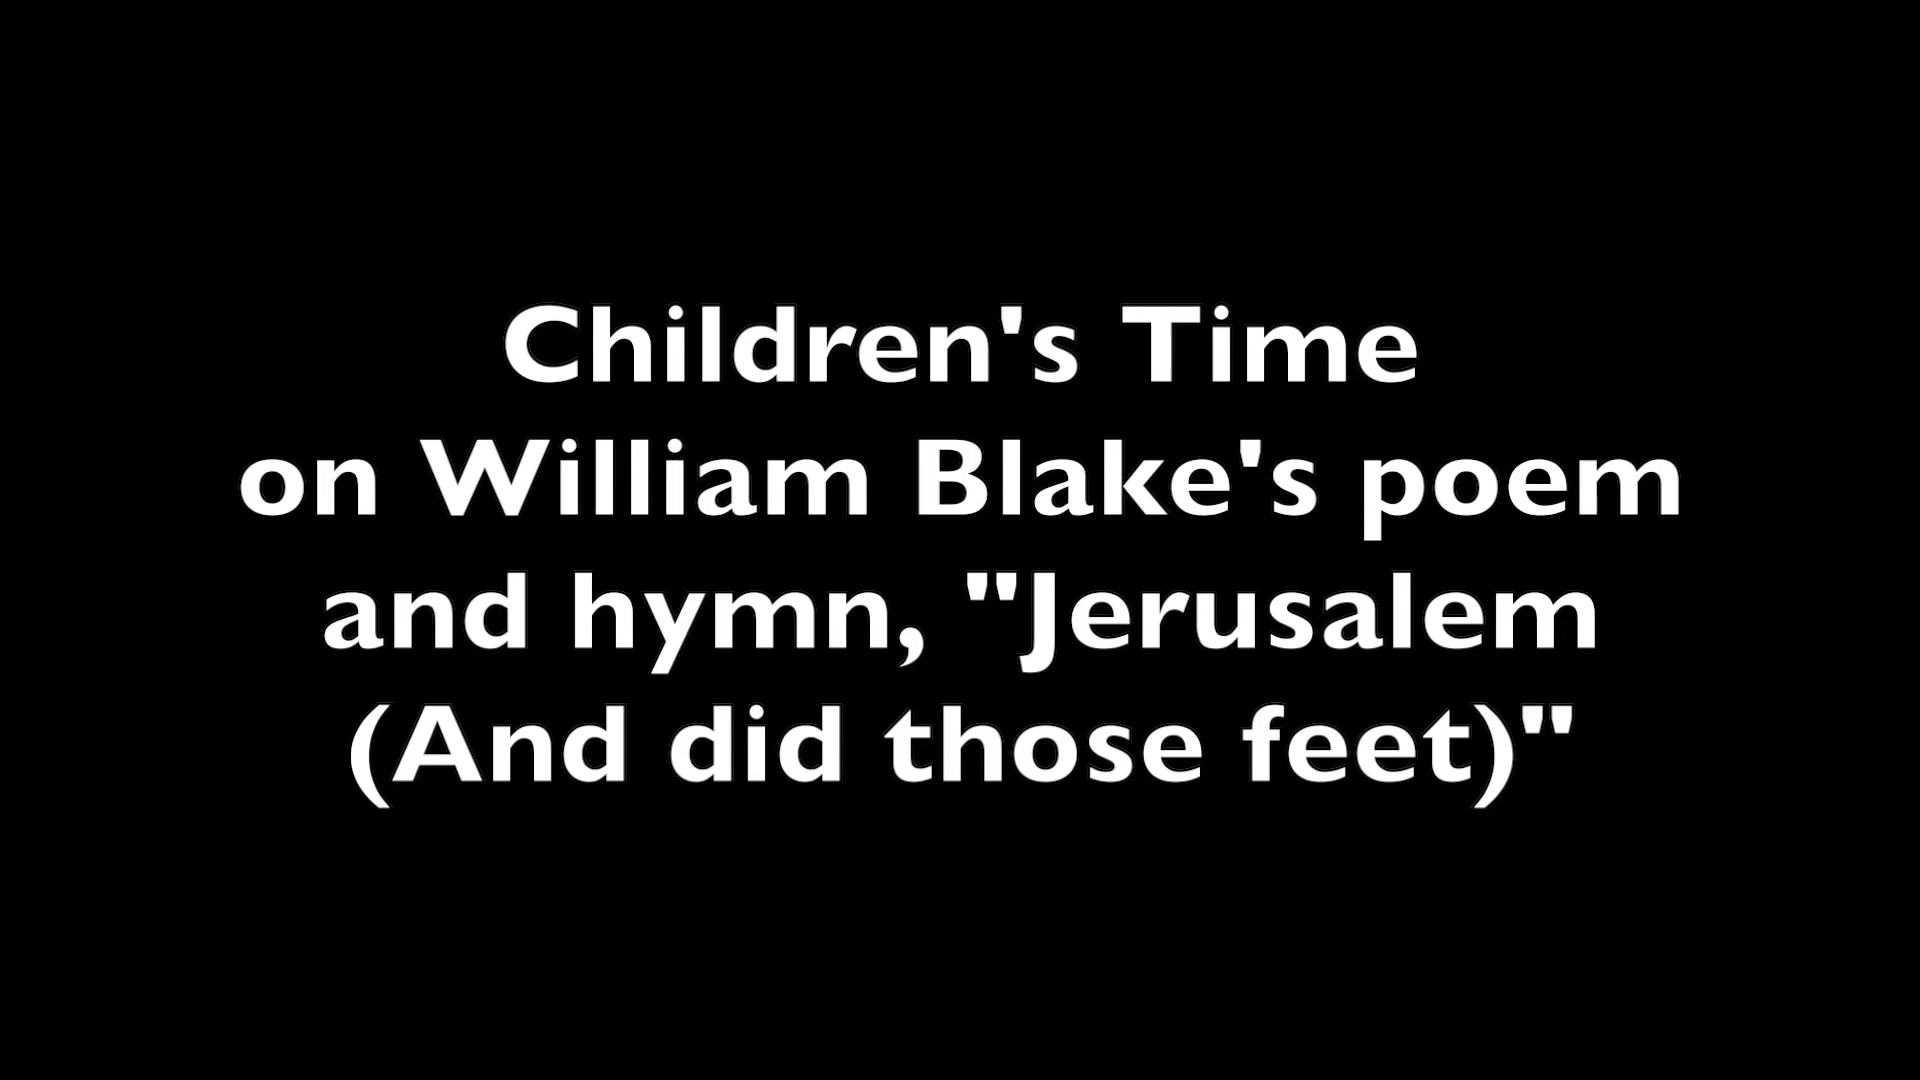 Children's Time
on William Blake's poem
and hymn, "Jerusalem
(And did those feet)"